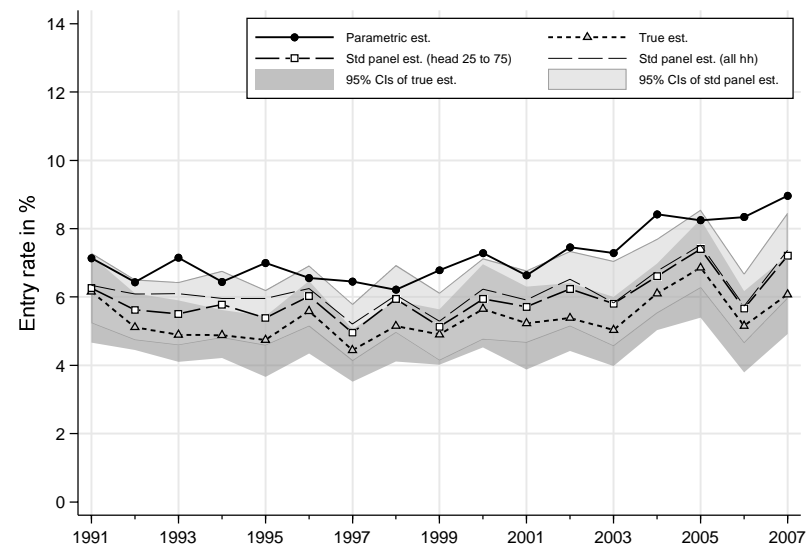 Parametric est.
True est.
Std panel est. (head 25 to 75)
Std panel est. (all hh)
95% CIs of true est.
95% CIs of std panel est.
Entry rate in %
14
12
10
8
6
4
2
0
1991 1993 1995 1997 1999 2001 2003 2005 2007